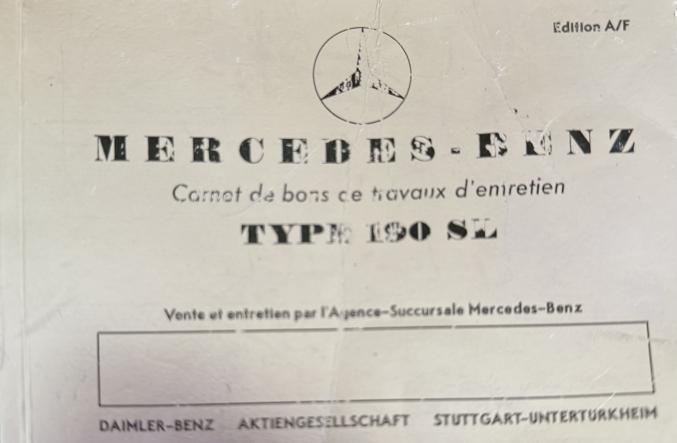 Edition A/F
MERCEDES-BENZ
Carnet de bons de travaux d'entretien
TYPE 190 SL
Vente et entretien par l'Agence-Succursale Mercedes-Benz
DAIMLER-BENZ AKTIENGESELLSCHAFT STUTTGART-UNTERTÜRKHEIM